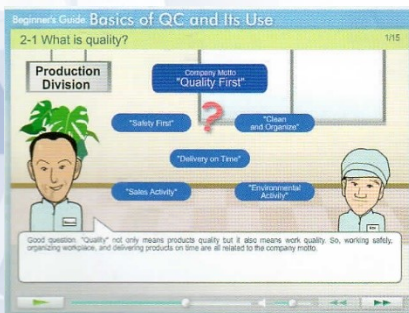 Beginner's Guide Basics of QC and Its Use
2-1 What is quality?
1/15
Production
Division
Company Motto
"Quality First"
"Safety First"
?
"Clean
and Organize"
"Delivery on Time"
"Sales Activity"
"Environmental
Activity"
Good question. "Quality" not only means products quality but it also means work quality. So, working safely,
organizing workplace, and delivering products on time are all related to the company motto.